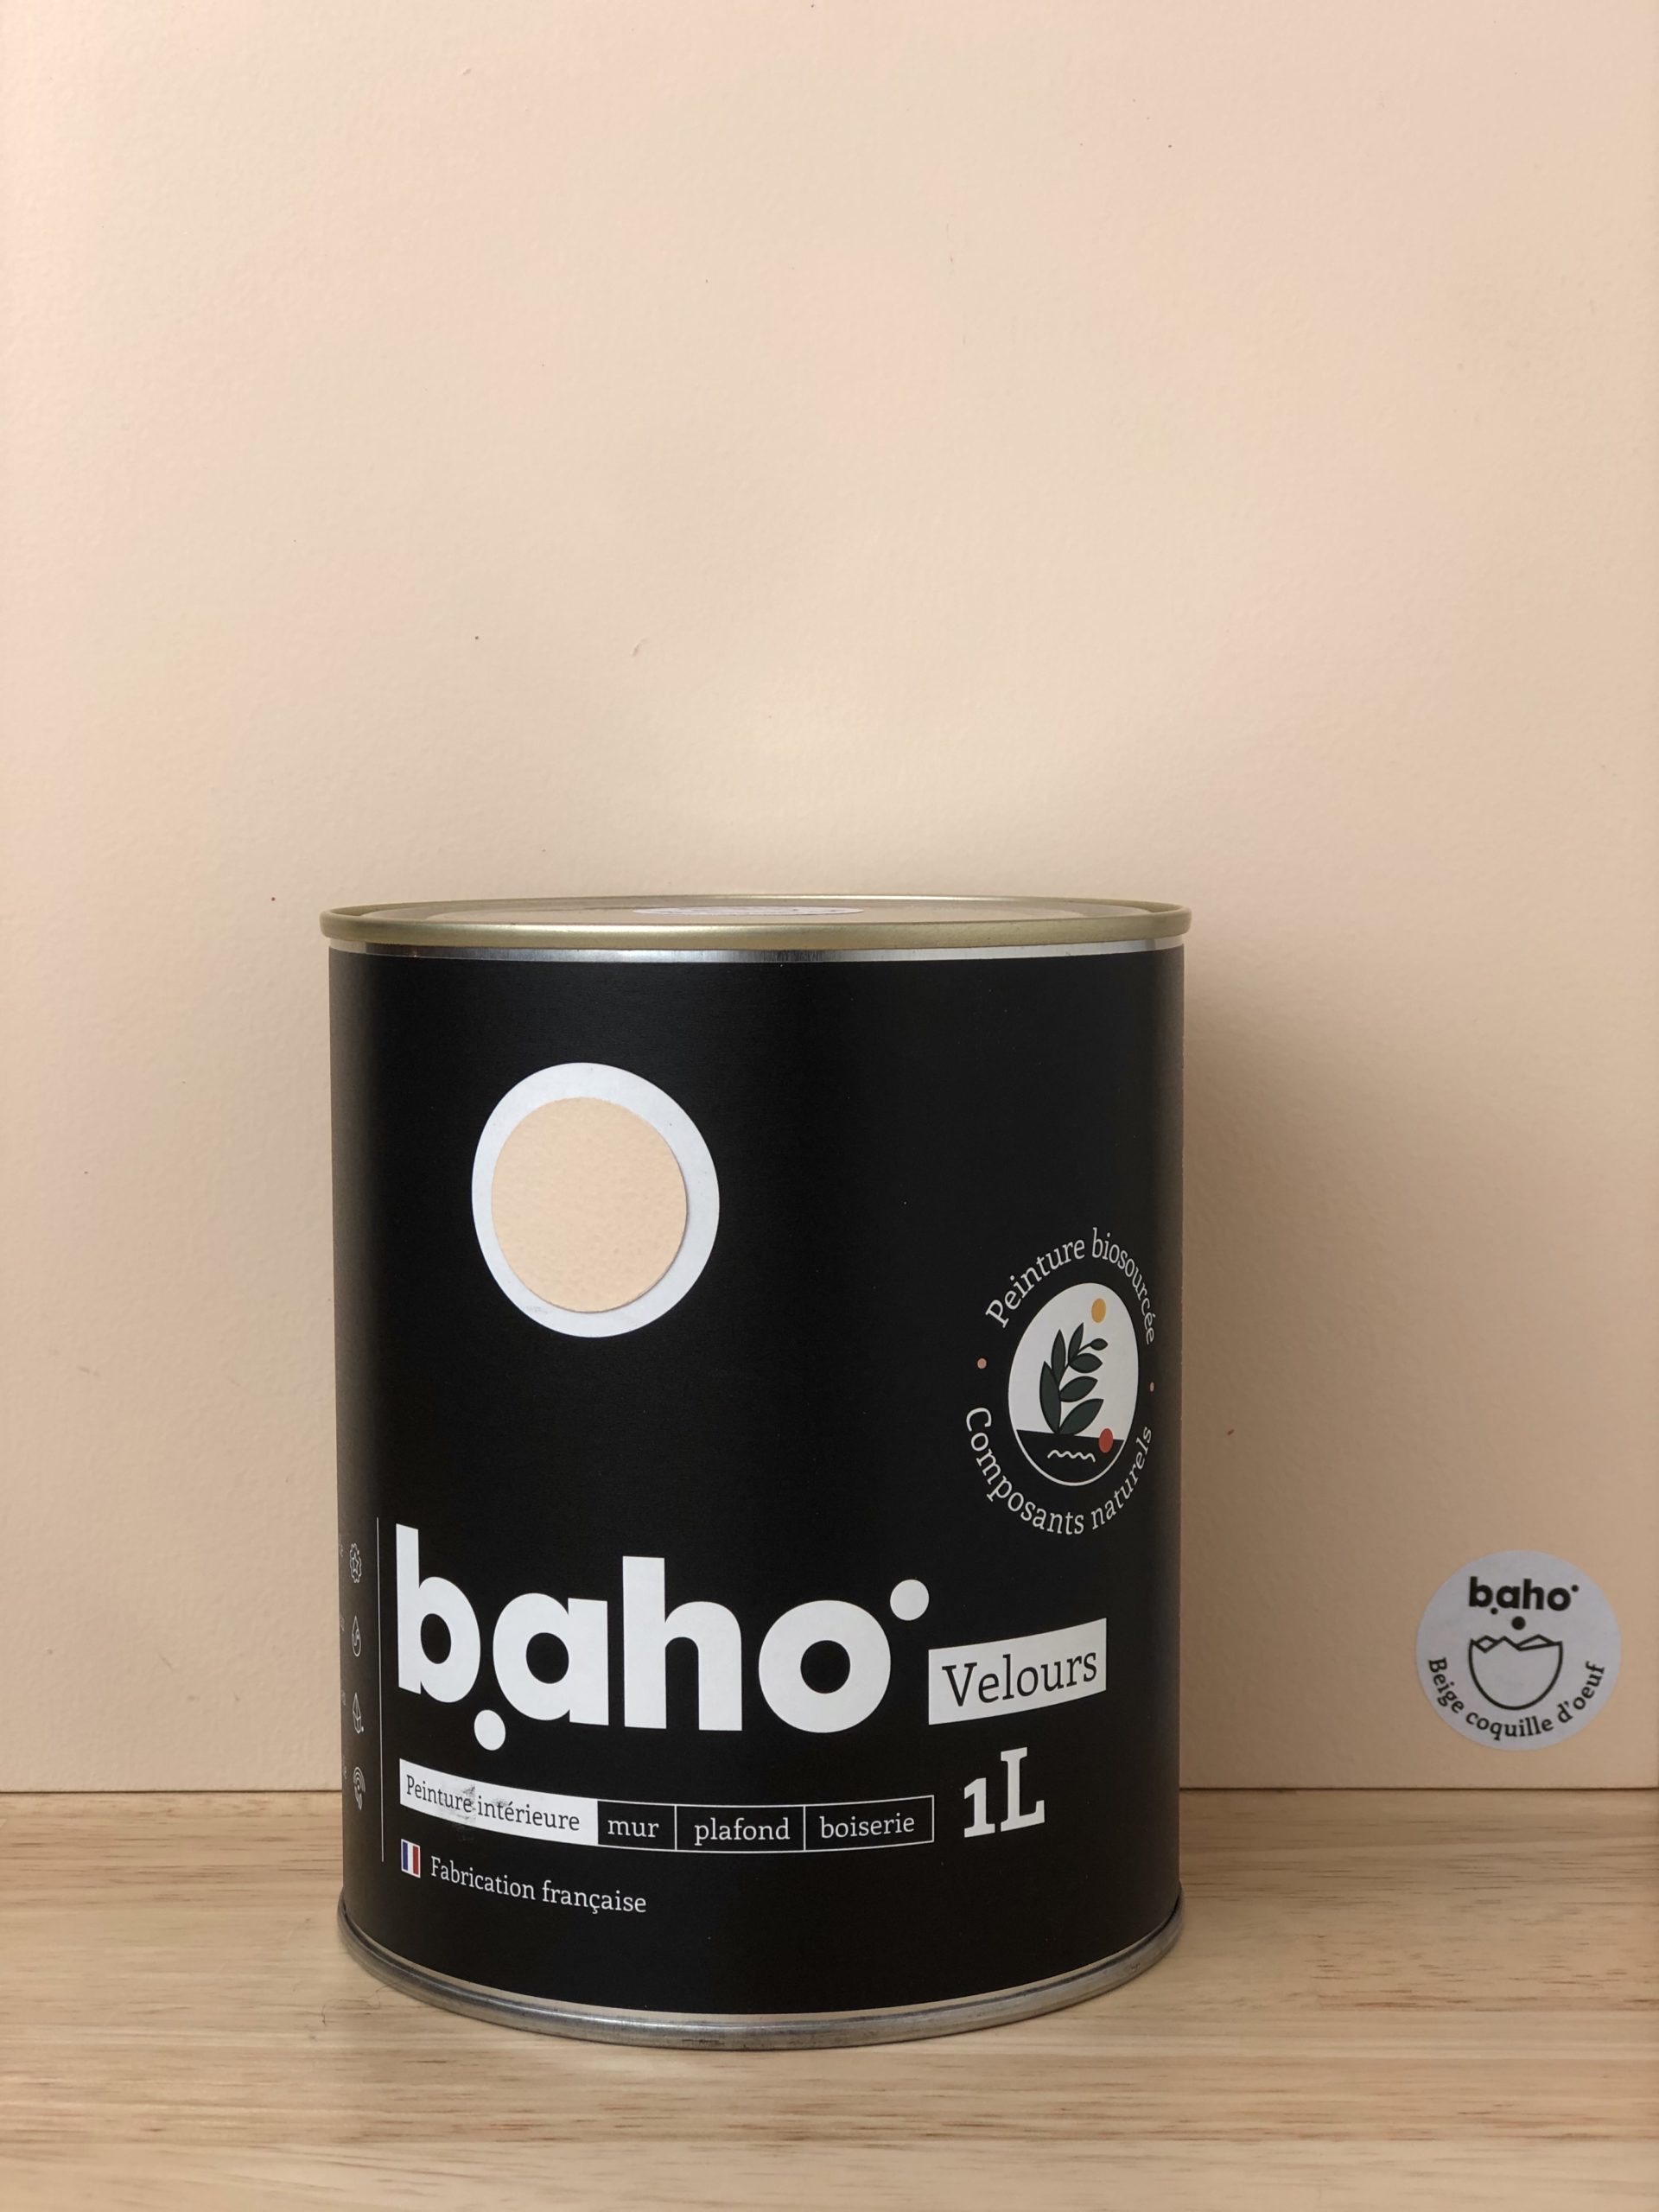 Peinture biosourcée
Composants naturels
baho
Velours
Peinture intérieure mur plafond boiserie
1L
Fabrication française
baho
Beige coquille d'oeuf